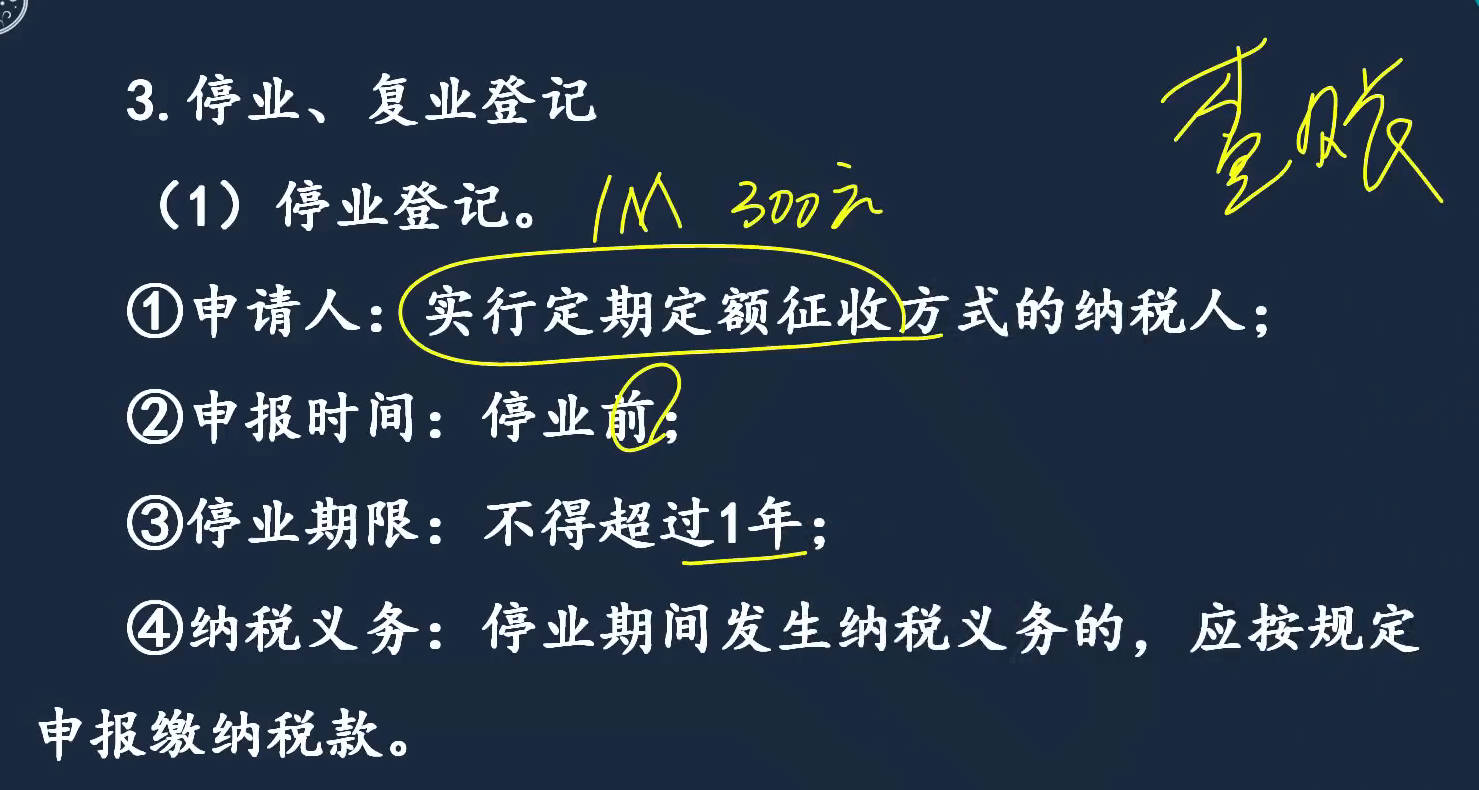 3.停业、复业登记
查账
（1）停业登记。 1M 300元
①申请人：实行定期定额征收方式的纳税人；
②申报时间：停业前；
③停业期限：不得超过1年；
④纳税义务：停业期间发生纳税义务的，应按规定
申报缴纳税款。